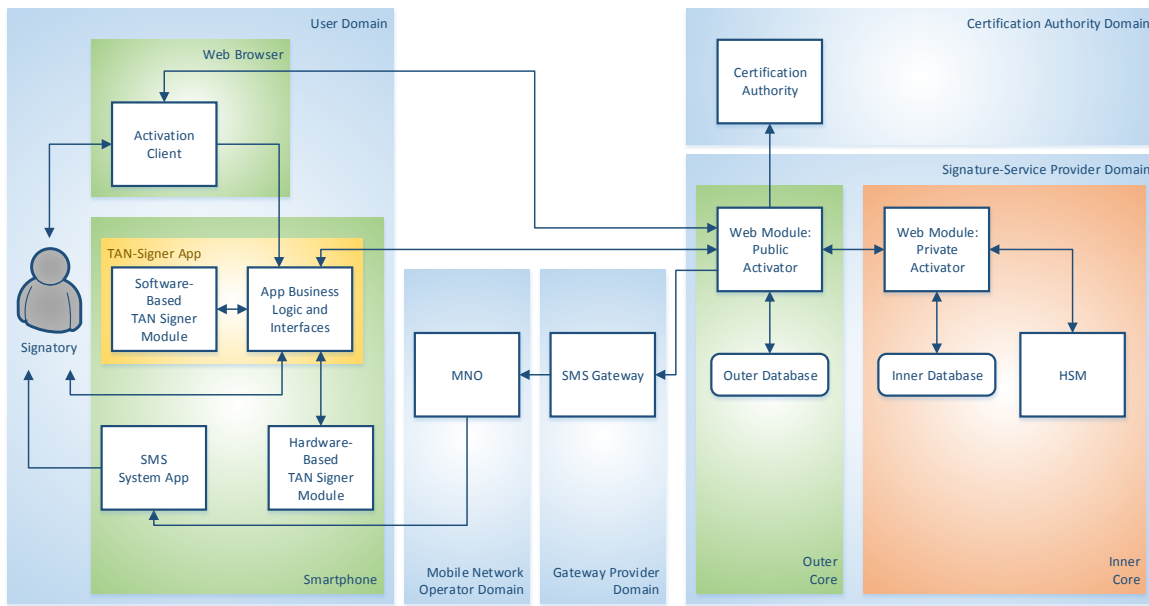 User Domain
Web Browser
Activation
Client
TAN-Signer App
Software-
Based
TAN Signer
Module
App Business
Logic and
Interfaces
Signatory
SMS
System App
Hardware-
Based
TAN Signer
Module
Smartphone
MNO
Mobile Network
Operator Domain
SMS Gateway
Gateway Provider
Domain
Certification Authority Domain
Certification
Authority
Signature-Service Provider Domain
Web Module:
Public
Activator
Outer Database
Outer
Core
Web Module:
Private
Activator
Inner Database
HSM
Inner
Core